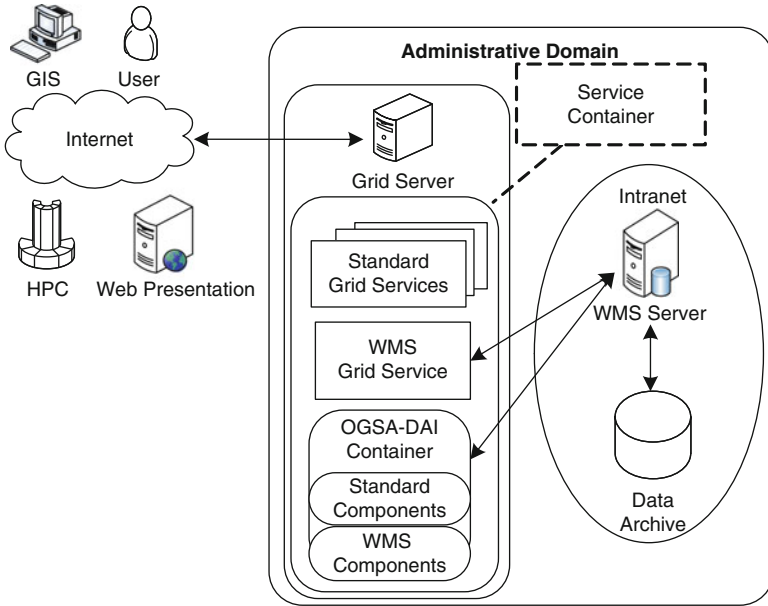 GIS
User
Internet
HPC
Web Presentation
Administrative Domain
Grid Server
Service
Container
Standard
Grid Services
WMS
Grid Service
OGSA-DAI
Container
Standard
Components
WMS
Components
Intranet
WMS Server
Data
Archive